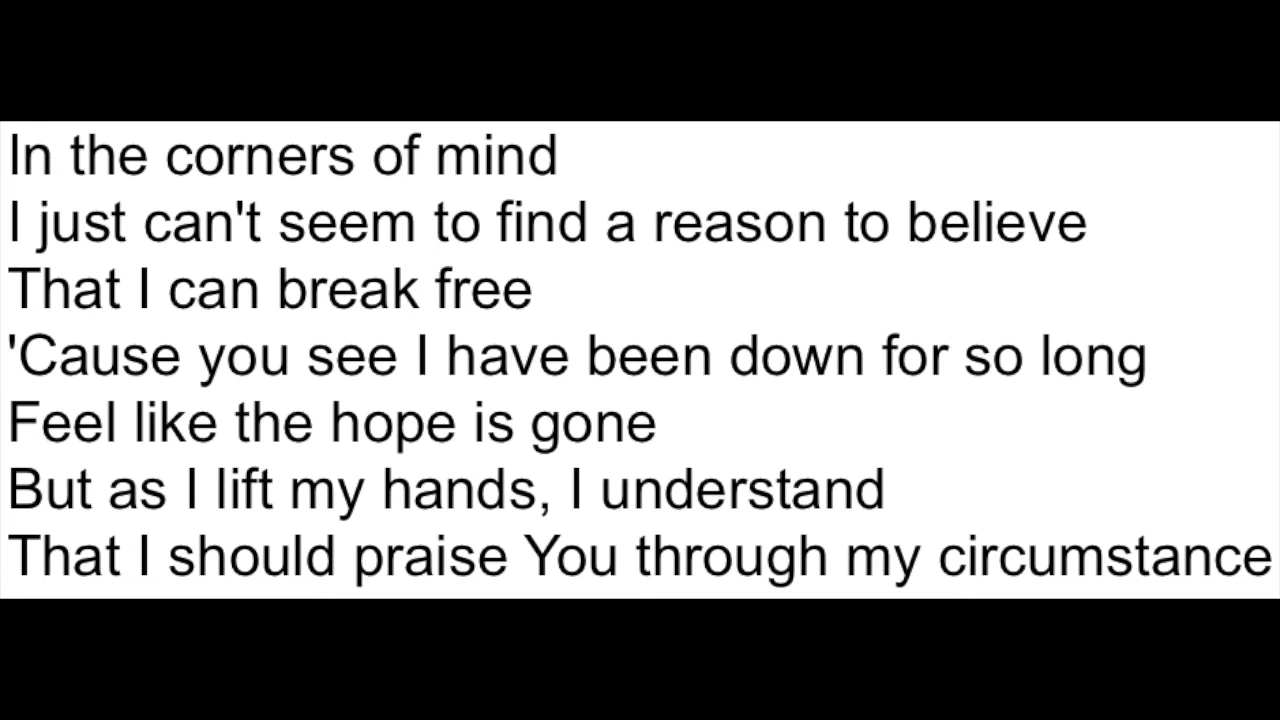 In the corners of mind
I just can't seem to find a reason to believe
That I can break free
'Cause you see I have been down for so long
Feel like the hope is gone
But as I lift my hands, I understand
That I should praise You through my circumstance